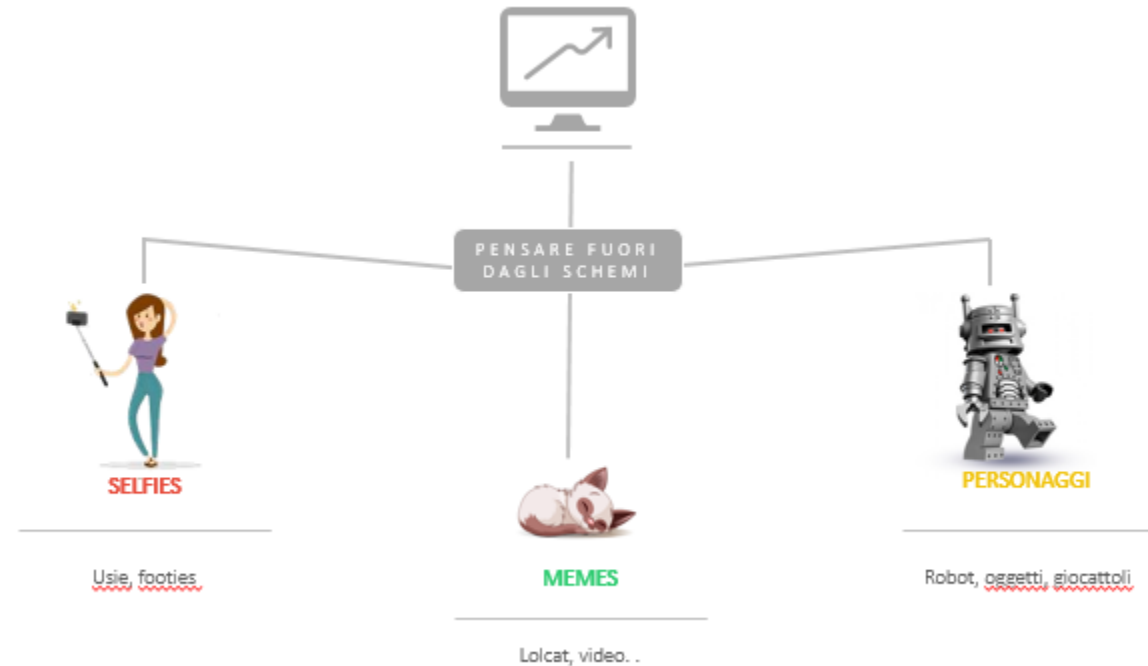 PENSARE FUORI
DAGLI SCHEMI
SELFIES
Usie, footies
MEMES
Lolcat, video. .
PERSONAGGI
Robot, oggetti, giocattoli